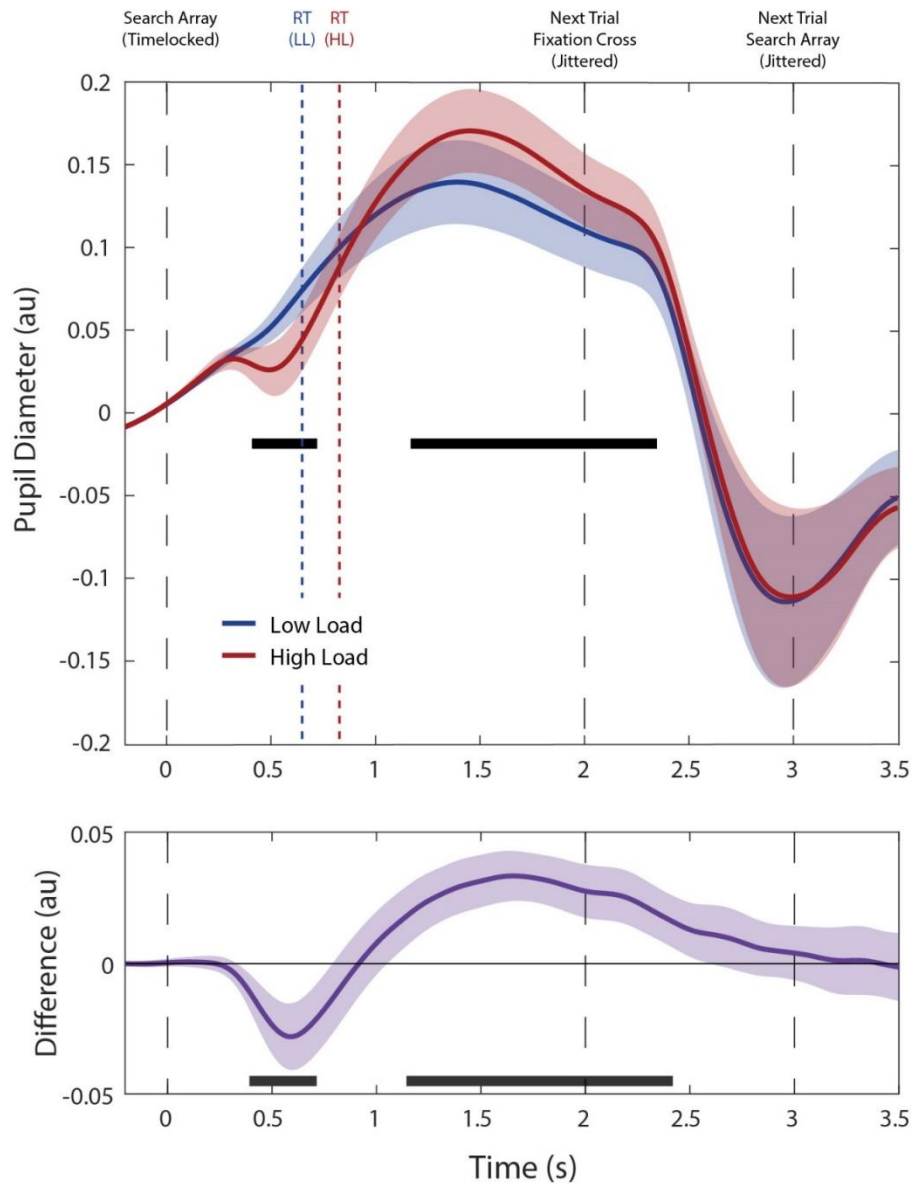 Search Array
(Timelocked)
RT
(LL)
RT
(HL)
Next Trial
Fixation Cross
(Jittered)
Next Trial
Search Array
(Jittered)
0.2
0.15
0.1
0.05
0
-0.05
-0.1
-0.15
-0.2
Pupil Diameter (au)
Low Load
High Load
0 0.5 1 1.5 2 2.5 3 3.5
0.05
0
-0.05
Difference (au)
0 0.5 1 1.5 2 2.5 3 3.5
Time (s)